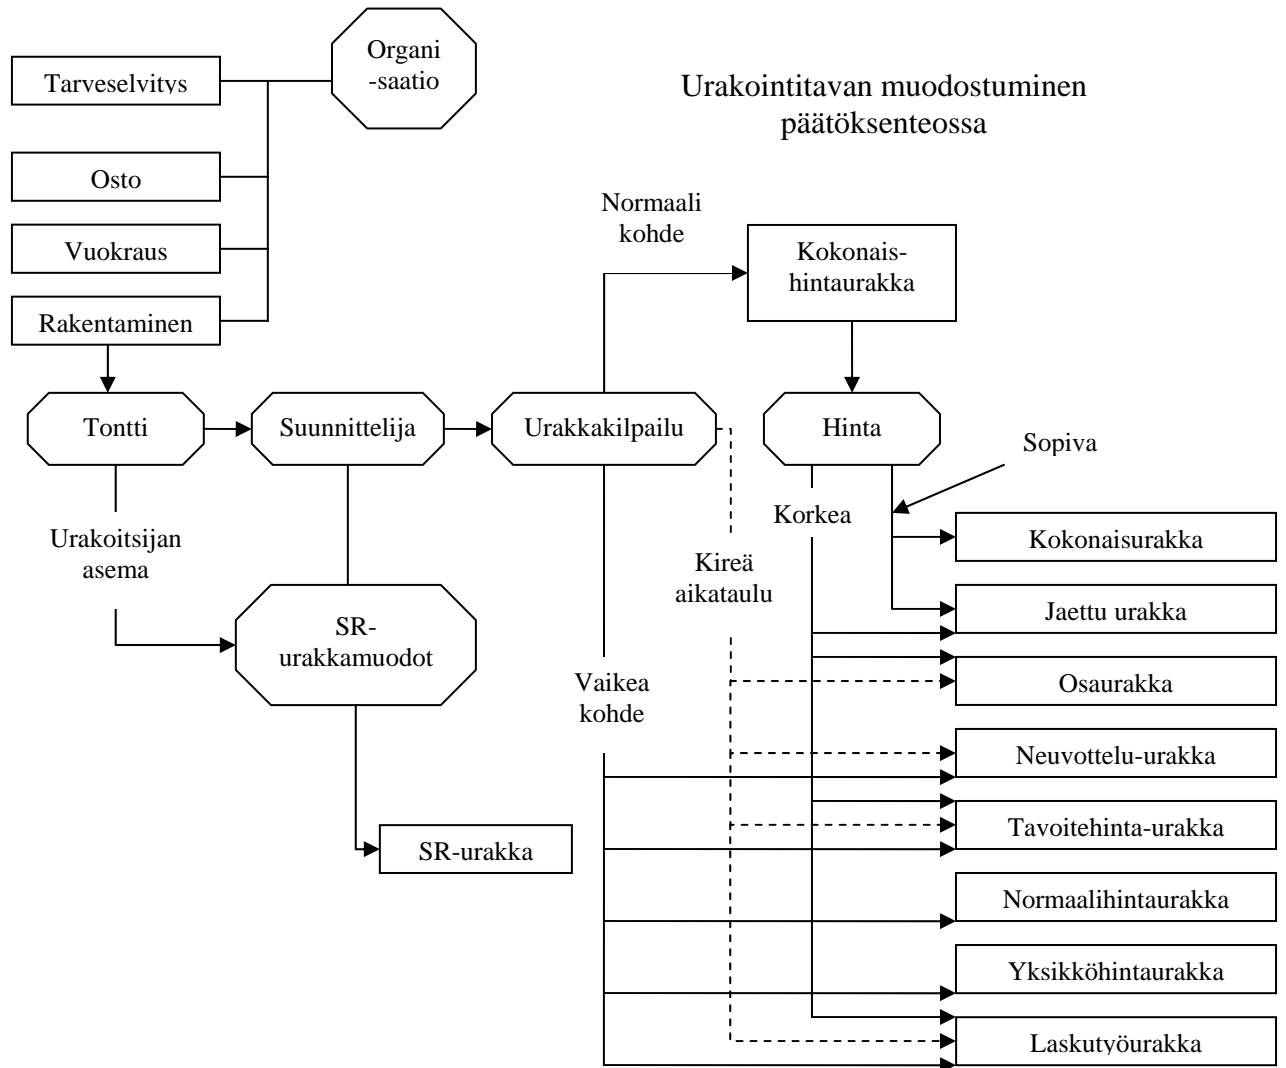 Organi
-saatio
Tarveselvitys
Urakointitavan muodostuminen
päätöksenteossa
Osto
Normaali
kohde
Vuokraus
Kokonais-
hintaurakka
Rakentaminen
Tontti
Suunnittelija
Urakkakilpailu
Hinta
Sopiva
Korkea
Urakoitsijan
asema
Kokonaisurakka
Kireä
aikataulu
Jaettu urakka
SR-
urakkamuodot
Osaurakka
Vaikea
kohde
Neuvottelu-urakka
Tavoitehinta-urakka
SR-urakka
Normaalihintaurakka
Yksikköhintaurakka
Laskutyöurakka